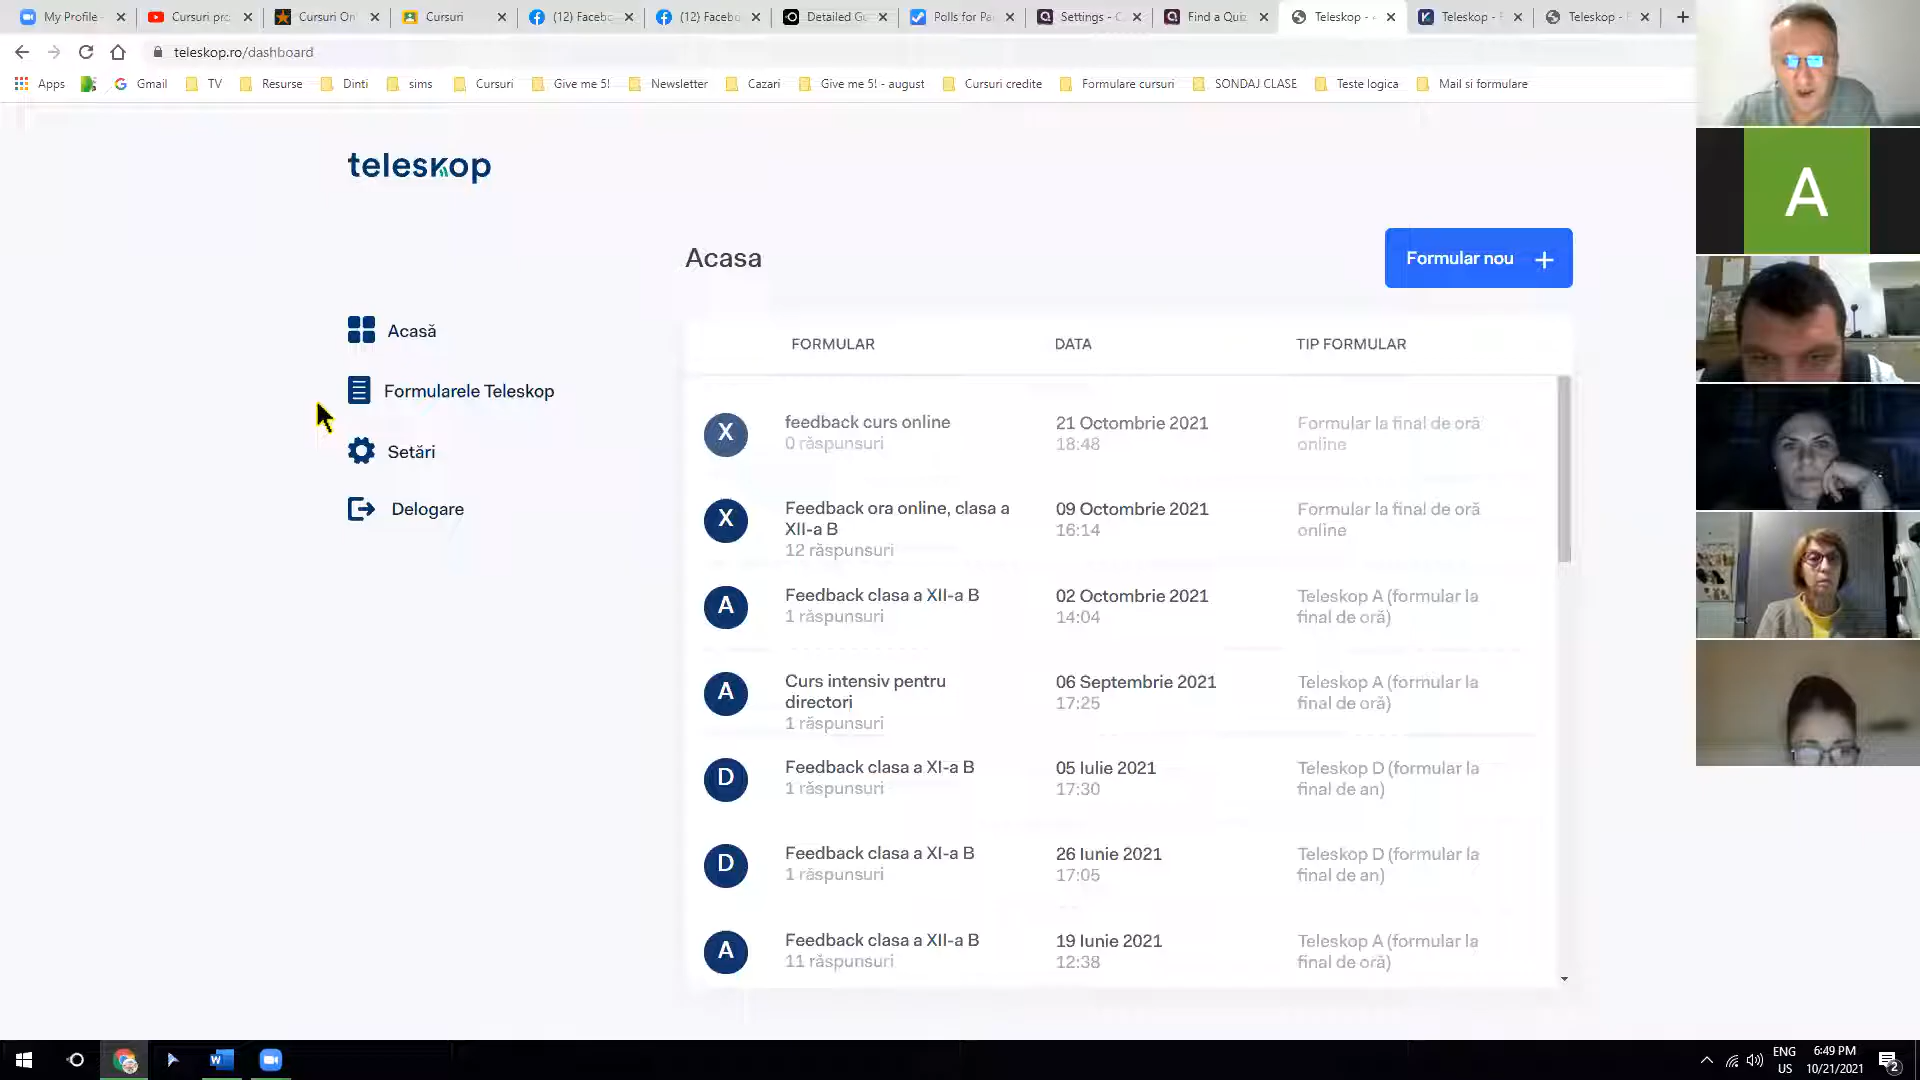 My Profile -
Cursuri pro
Cursuri On
Cursuri
(12) Facebo
(12) Facebo
Detailed Gu
Polls for Pa
Settings - C
Find a Quiz
Teleskop -
Teleskop - F
Teleskop - F
teleskop.ro/dashboard
Apps
Gmail
TV
Resurse
Dinti
sims
Cursuri
Give me 5!
Newsletter
Cazari
Give me 5! - august
Cursuri credite
Formulare cursuri
SONDAJ CLASE
Teste logica
Mail si formulare
teleskop
Acasă
Formularele Teleskop
Setări
Delogare
Acasa
Formular nou +
FORMULAR DATA TIP FORMULAR
X
feedback curs online
0 răspunsuri
21 Octombrie 2021
18:48
Formular la final de oră
online
X
Feedback ora online, clasa a
XII-a B
12 răspunsuri
09 Octombrie 2021
16:14
Formular la final de oră
online
A
Feedback clasa a XII-a B
1 răspunsuri
02 Octombrie 2021
14:04
Teleskop A (formular la
final de oră)
A
Curs intensiv pentru
directori
1 răspunsuri
06 Septembrie 2021
17:25
Teleskop A (formular la
final de oră)
D
Feedback clasa a XI-a B
1 răspunsuri
05 Iulie 2021
17:30
Teleskop D (formular la
final de an)
D
Feedback clasa a XI-a B
1 răspunsuri
26 Iunie 2021
17:05
Teleskop D (formular la
final de an)
A
Feedback clasa a XII-a B
11 răspunsuri
19 Iunie 2021
12:38
Teleskop A (formular la
final de oră)
A
ENG
US
6:49 PM
10/21/2021
2